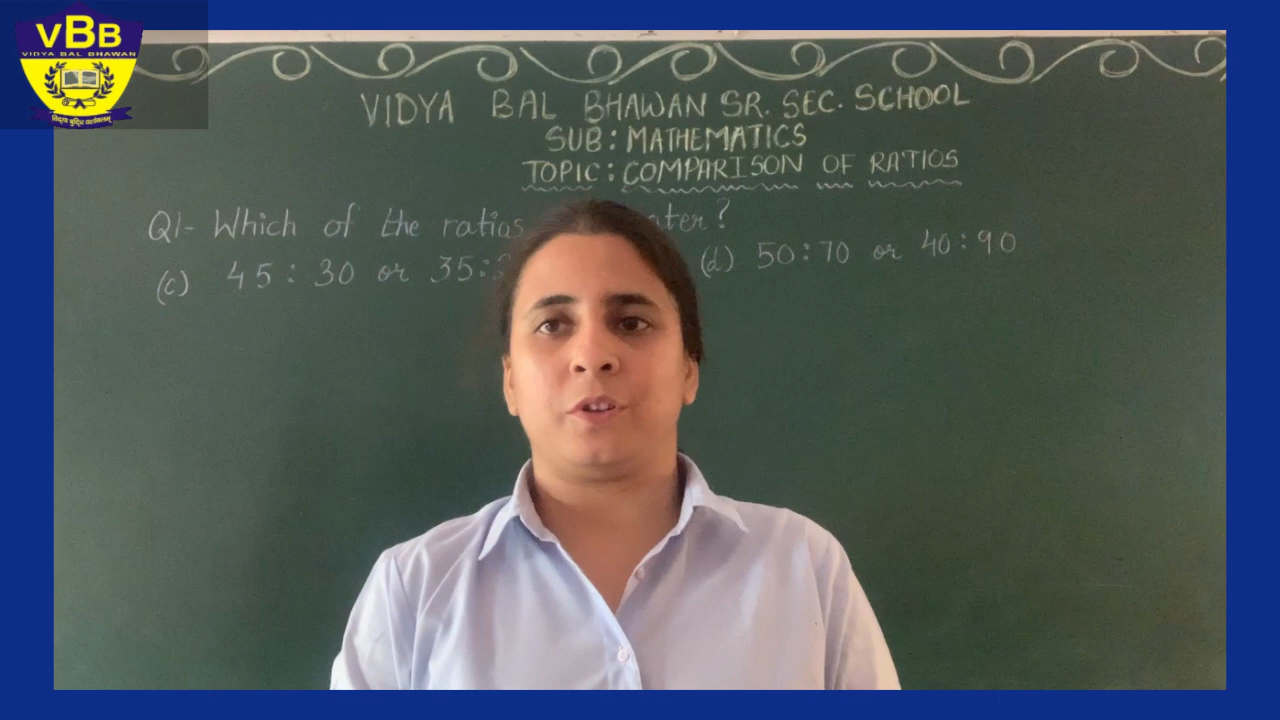 VBB
VIDYA BAL BHAWAN
VIDYA BAL BHAWAN SR. SEC. SCHOOL
SUB: MATHEMATICS
TOPIC: COMPARISON OF RATIOS
Q1- Which of the ratios ater?
(c) 45:30 or 35: (d) 50:70 or 40:90